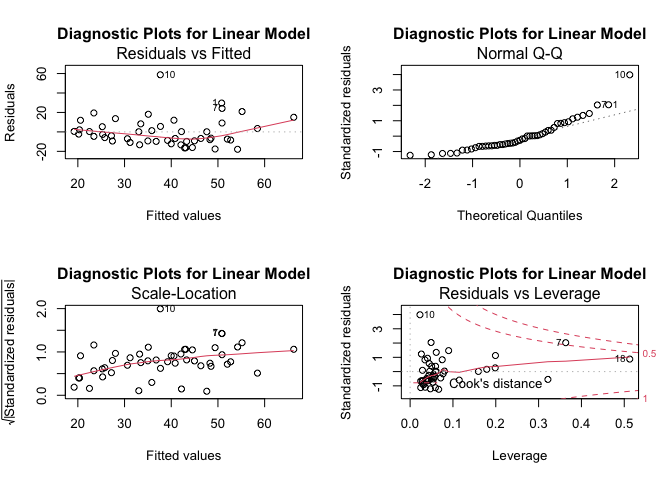 Diagnostic Plots for Linear Model
Residuals vs Fitted
Residuals
60
20
-20
10
1
7
20 30 40 50 60
Fitted values
Diagnostic Plots for Linear Model
Normal Q-Q
Standardized residuals
3
1
-1
10
7 1
-2 -1 0 1 2
Theoretical Quantiles
Diagnostic Plots for Linear Model
Scale-Location
√|Standardized residuals|
2.0
1.0
0.0
10
20 30 40 50 60
Fitted values
Diagnostic Plots for Linear Model
Residuals vs Leverage
Standardized residuals
3
1
-1
10
7
18
0.5
1
Cook's distance
0.0 0.1 0.2 0.3 0.4 0.5
Leverage